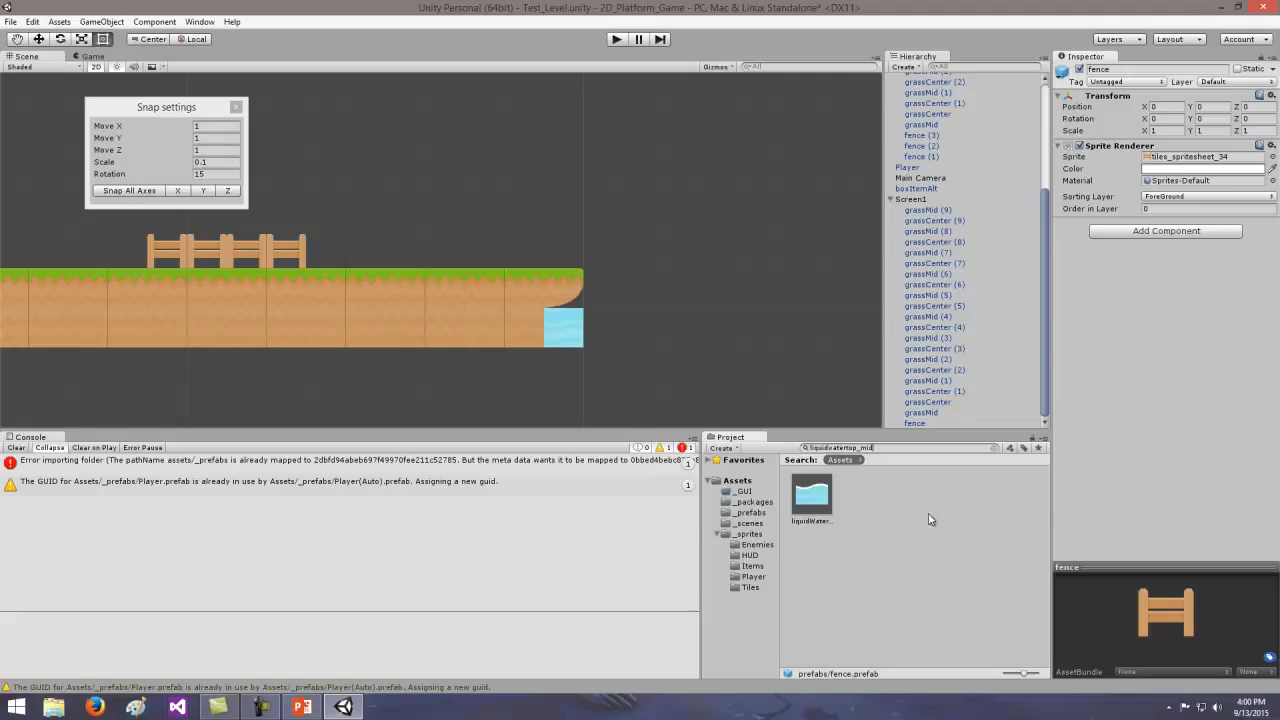 Unity Personal (64bit) - Test_Level.unity - 2D_Platform_Game - PC, Mac & Linux Standalone* <DX11>
File Edit Assets GameObject Component Window Help
Center Local
Layers Layout Account
Scene Game
Shaded 2D Gizmos All
Snap settings
Move X 1
Move Y 1
Move Z 1
Scale 0.1
Rotation 15
Snap All Axes X Y Z
Hierarchy
Create All
grassCenter (2)
grassMid (1)
grassCenter (1)
grassCenter
grassMid
fence (3)
fence (2)
fence (1)
Player
Main Camera
boxItemAlt
Screen1
grassMid (9)
grassCenter (9)
grassMid (8)
grassCenter (8)
grassMid (7)
grassCenter (7)
grassMid (6)
grassCenter (6)
grassMid (5)
grassCenter (5)
grassMid (4)
grassCenter (4)
grassMid (3)
grassCenter (3)
grassMid (2)
grassCenter (2)
grassMid (1)
grassCenter (1)
grassCenter
grassMid
fence
Inspector
fence Static
Tag Untagged Layer Default
Transform
Position X 0 Y 0 Z 0
Rotation X 0 Y 0 Z 0
Scale X 1 Y 1 Z 1
Sprite Renderer
Sprite tiles_spritesheet_34
Color
Material Sprites-Default
Sorting Layer ForeGround
Order in Layer 0
Add Component
Console
Clear Collapse Clear on Play Error Pause 0 1 1
Error importing folder (The pathName assets/_prefabs is already mapped to 2dbfd94abeb697f49970fee211c52785. But the meta data wants it to be mapped to 1
The GUID for Assets/_prefabs/Player.prefab is already in use by Assets/_prefabs/Player(Auto).prefab. Assigning a new guid. 1
Project
Create liquidwatertop_mid
Favorites
Assets
_GUI
_packages
_prefabs
_scenes
_sprites
Enemies
HUD
Items
Player
Tiles
Search: Assets
liquidWater..
prefabs/fence.prefab
fence
AssetBundle None None
The GUID for Assets/_prefabs/Player.prefab is already in use by Assets/_prefabs/Player(Auto).prefab. Assigning a new guid.
4:00 PM
9/13/2015